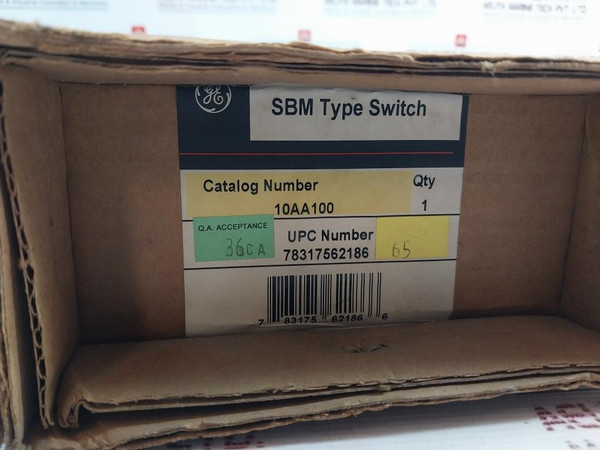 GE
SBM Type Switch
Catalog Number Qty
10AA100 1
Q.A. ACCEPTANCE
36CA
UPC Number
78317562186
65
7 83175 62186 6